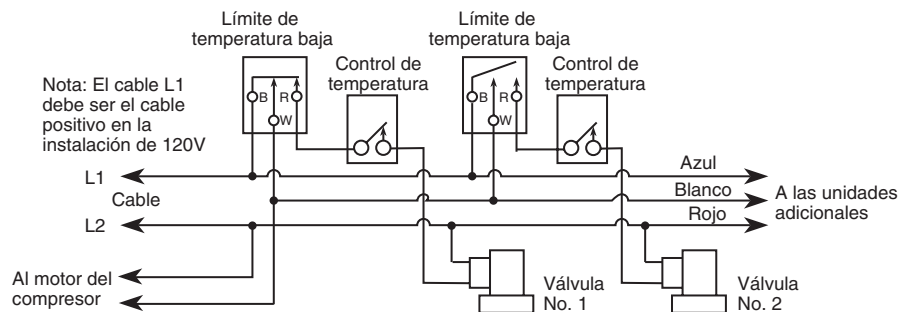 Límite de
temperatura baja
Límite de
temperatura baja
Control de
temperatura
Control de
temperatura
Nota: El cable L1
debe ser el cable
positivo en la
instalación de 120V
B
R
W
B
R
W
L1
Cable
L2
Azul
Blanco
Rojo
A las unidades
adicionales
Al motor del
compresor
Válvula
No. 1
Válvula
No. 2